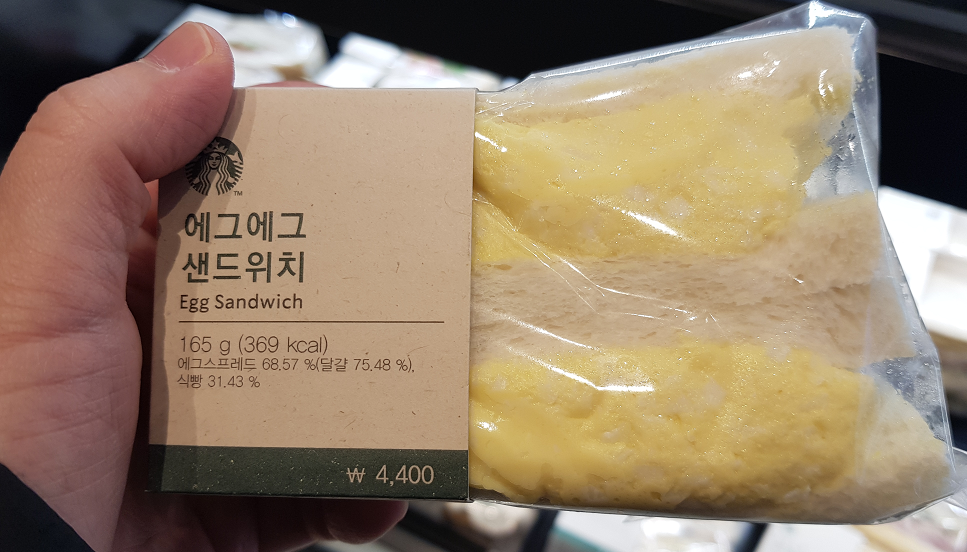 에그에그
샌드위치
Egg Sandwich
165 g (369 kcal)
에그스프레드 68.57 %(달걀 75.48 %),
식빵 31.43 %
₩ 4,400